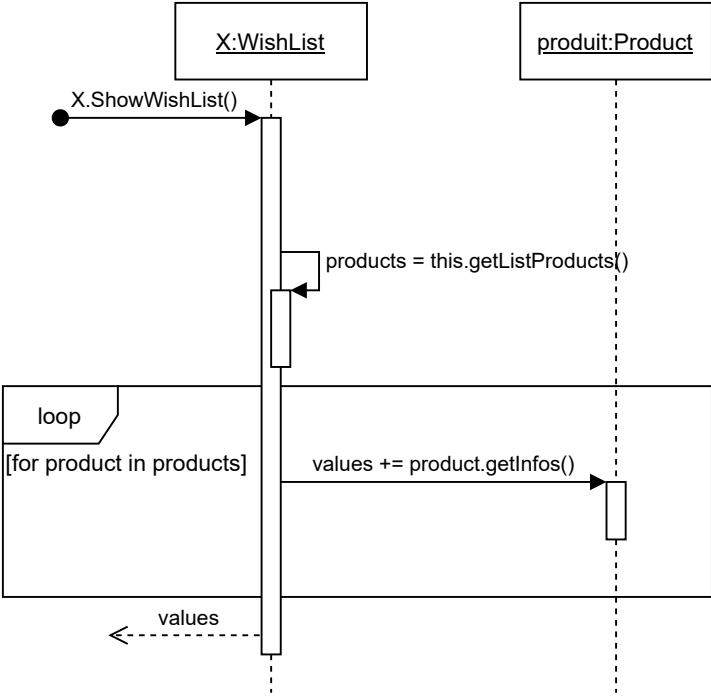 X:WishList
produit:Product
X.ShowWishList()
products = this.getListProducts()
loop
[for product in products]
values += product.getInfos()
values